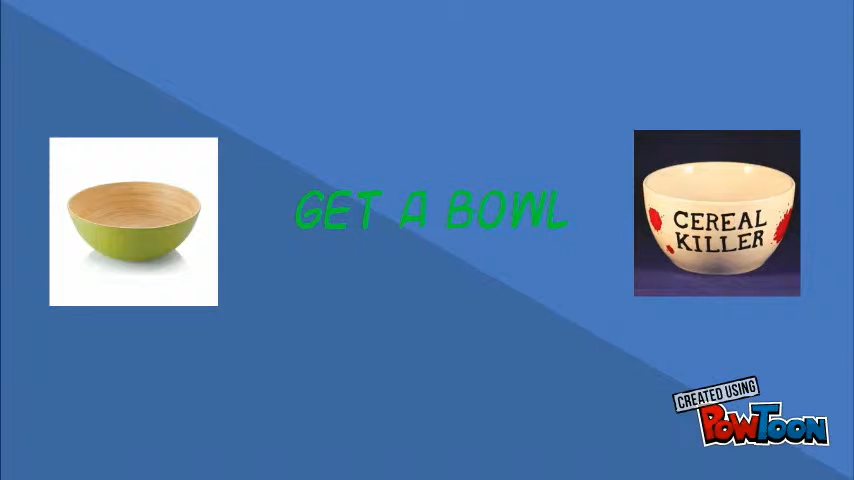 GET A BOWL
CEREAL
KILLER
CREATED USING
POWTOON